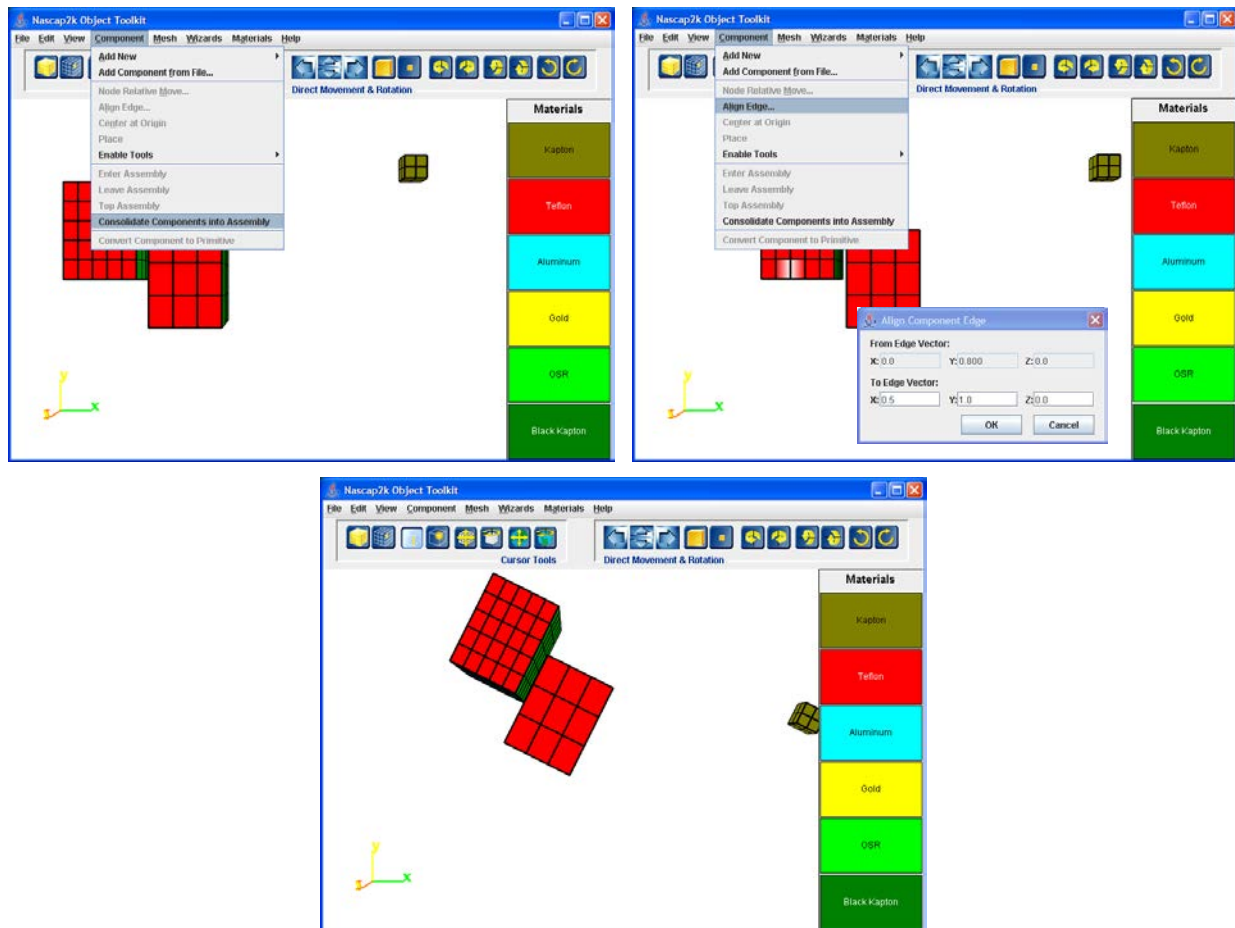 Nascap2k Object Toolkit
File Edit View Component Mesh Wizards Materials Help
Add New
Add Component from File...
Node Relative Move...
Align Edge...
Center at Origin
Place
Enable Tools
Enter Assembly
Leave Assembly
Top Assembly
Consolidate Components into Assembly
Convert Component to Primitive
Direct Movement & Rotation
Materials
Kapton
Teflon
Aluminum
Gold
OSR
Black Kapton
y
z
x
Nascap2k Object Toolkit
File Edit View Component Mesh Wizards Materials Help
Add New
Add Component from File...
Node Relative Move...
Align Edge...
Center at Origin
Place
Enable Tools
Enter Assembly
Leave Assembly
Top Assembly
Consolidate Components into Assembly
Convert Component to Primitive
Direct Movement & Rotation
Materials
Kapton
Teflon
Aluminum
Gold
OSR
Black Kapton
Align Component Edge
From Edge Vector:
X: 0.0 Y: 0.800 Z: 0.0
To Edge Vector:
X: 0.5 Y: 1.0 Z: 0.0
OK Cancel
y
z
x
Nascap2k Object Toolkit
File Edit View Component Mesh Wizards Materials Help
Cursor Tools Direct Movement & Rotation
Materials
Kapton
Teflon
Aluminum
Gold
OSR
Black Kapton
y
z
x